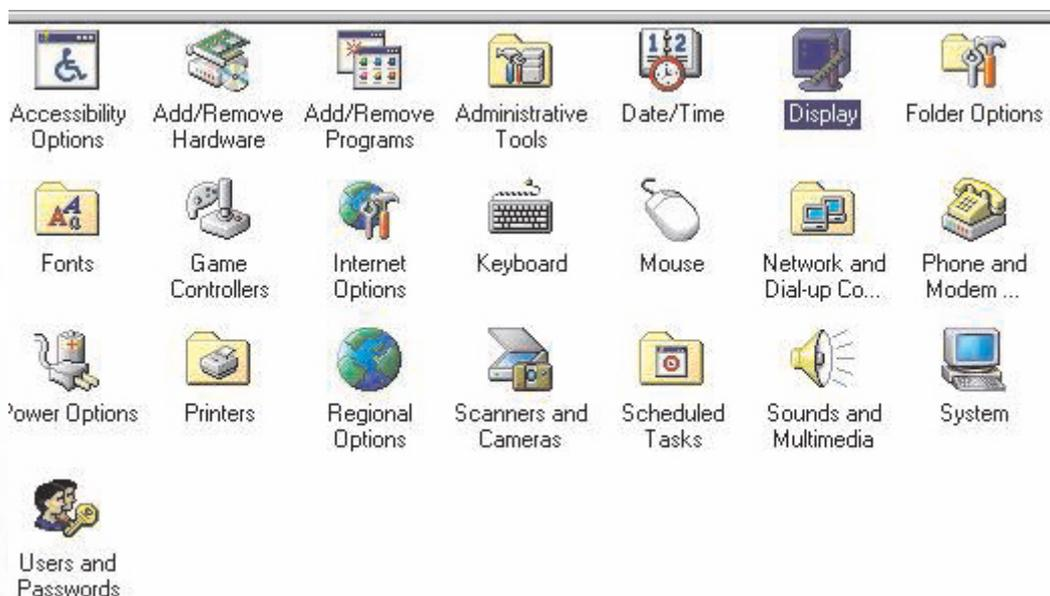 Accessibility Options
Add/Remove Hardware
Add/Remove Programs
Administrative Tools
Date/Time
Display
Folder Options
Fonts
Game Controllers
Internet Options
Keyboard
Mouse
Network and Dial-up Co...
Phone and Modem ...
Power Options
Printers
Regional Options
Scanners and Cameras
Scheduled Tasks
Sounds and Multimedia
System
Users and Passwords